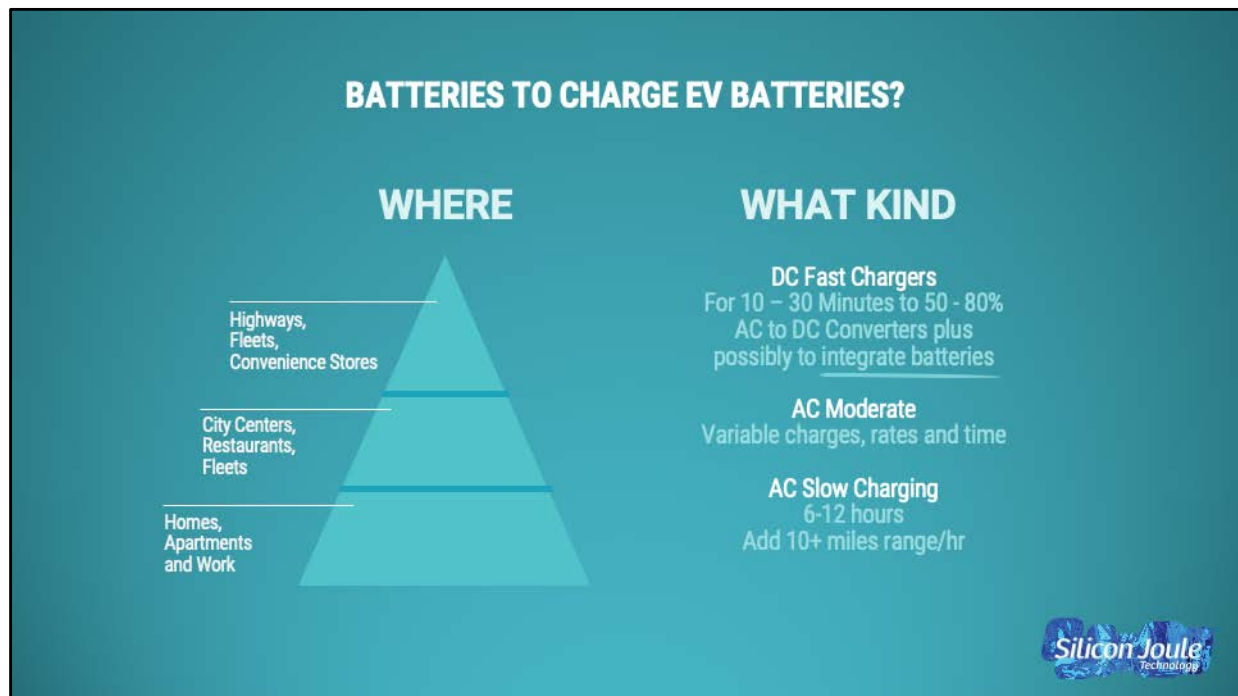 BATTERIES TO CHARGE EV BATTERIES?
WHERE
Highways,
Fleets,
Convenience Stores
City Centers,
Restaurants,
Fleets
Homes,
Apartments
and Work
WHAT KIND
DC Fast Chargers
For 10 – 30 Minutes to 50 - 80%
AC to DC Converters plus
possibly to integrate batteries
AC Moderate
Variable charges, rates and time
AC Slow Charging
6-12 hours
Add 10+ miles range/hr
Silicon Joule
Technology